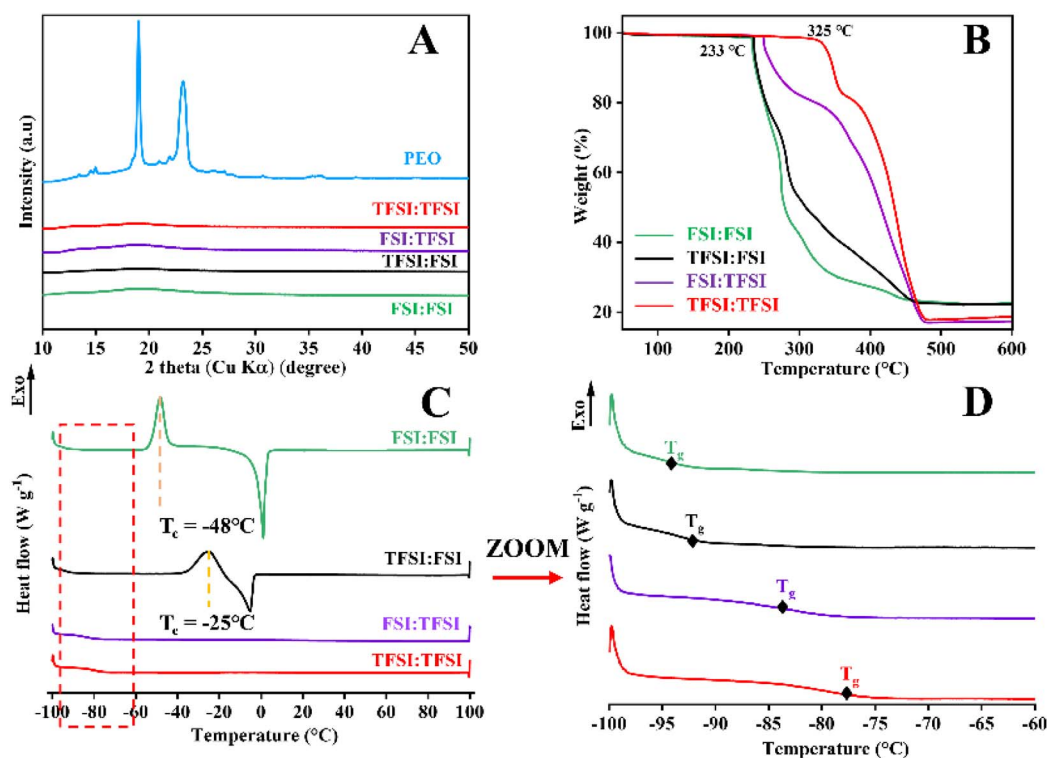 A
PEO
TFSI:TFSI
FSI:TFSI
TFSI:FSI
FSI:FSI
Intensity (a.u)
10 15 20 25 30 35 40 45 50
2 theta (Cu Kα) (degree)
B
233 °C
325 °C
FSI:FSI
TFSI:FSI
FSI:TFSI
TFSI:TFSI
Weight (%)
100
80
60
40
20
100 200 300 400 500 600
Temperature (°C)
C
Exo
FSI:FSI
Tc = -48°C
TFSI:FSI
Tc = -25°C
FSI:TFSI
TFSI:TFSI
Heat flow (W g-1)
-100 -80 -60 -40 -20 0 20 40 60 80 100
Temperature (°C)
ZOOM
D
Exo
Tg
Tg
Tg
Tg
Heat flow (W g-1)
-100 -95 -90 -85 -80 -75 -70 -65 -60
Temperature (°C)